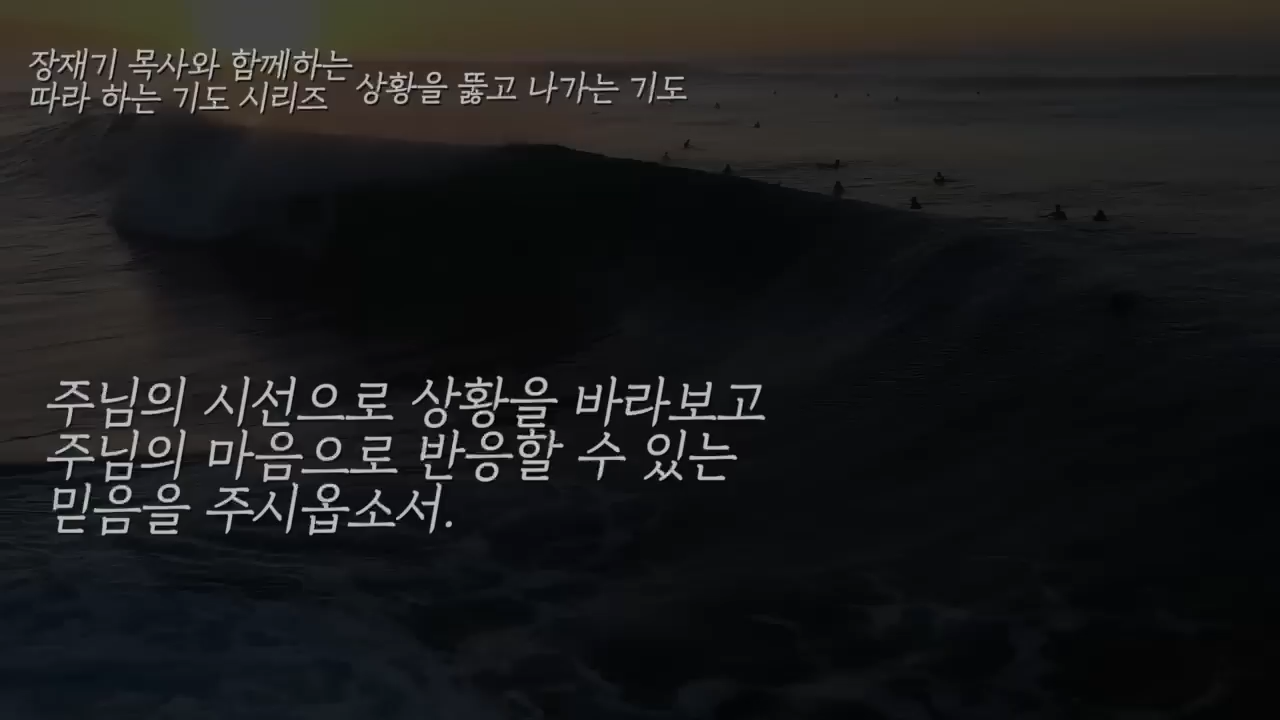 장재기 목사와 함께하는
따라 하는 기도 시리즈
상황을 뚫고 나가는 기도
주님의 시선으로 상황을 바라보고
주님의 마음으로 반응할 수 있는
믿음을 주시옵소서.